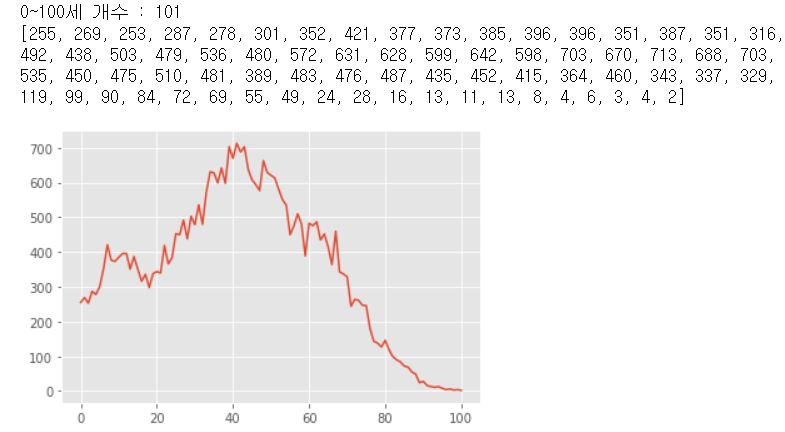 0~100세 개수 : 101
[255, 269, 253, 287, 278, 301, 352, 421, 377, 373, 385, 396, 396, 351, 387, 351, 316,
492, 438, 503, 479, 536, 480, 572, 631, 628, 599, 642, 598, 703, 670, 713, 688, 703,
535, 450, 475, 510, 481, 389, 483, 476, 487, 435, 452, 415, 364, 460, 343, 337, 329,
119, 99, 90, 84, 72, 69, 55, 49, 24, 28, 16, 13, 11, 13, 8, 4, 6, 3, 4, 2]
700
600
500
400
300
200
100
0
0 20 40 60 80 100